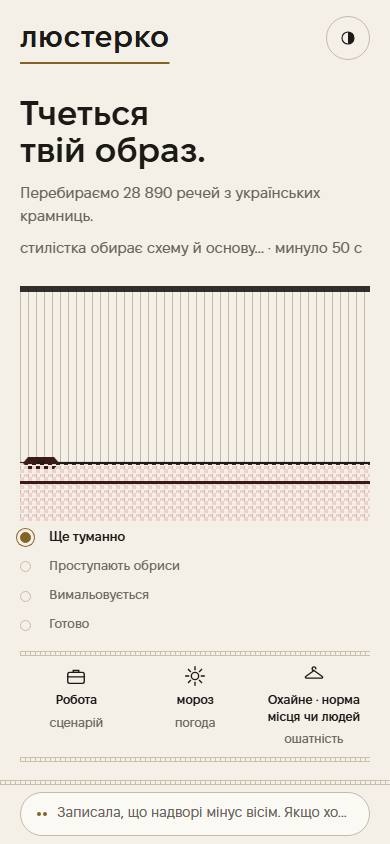 люстерко
Тчеться
твій образ.
Перебираємо 28 890 речей з українських
крамниць.
стилістка обирає схему й основу... · минуло 50 с
Ще туманно
Проступають обриси
Вимальовується
Готово
Робота
сценарій
мороз
погода
Охайне · норма
місця чи людей
ошатність
Записала, що надворі мінус вісім. Якщо хо...